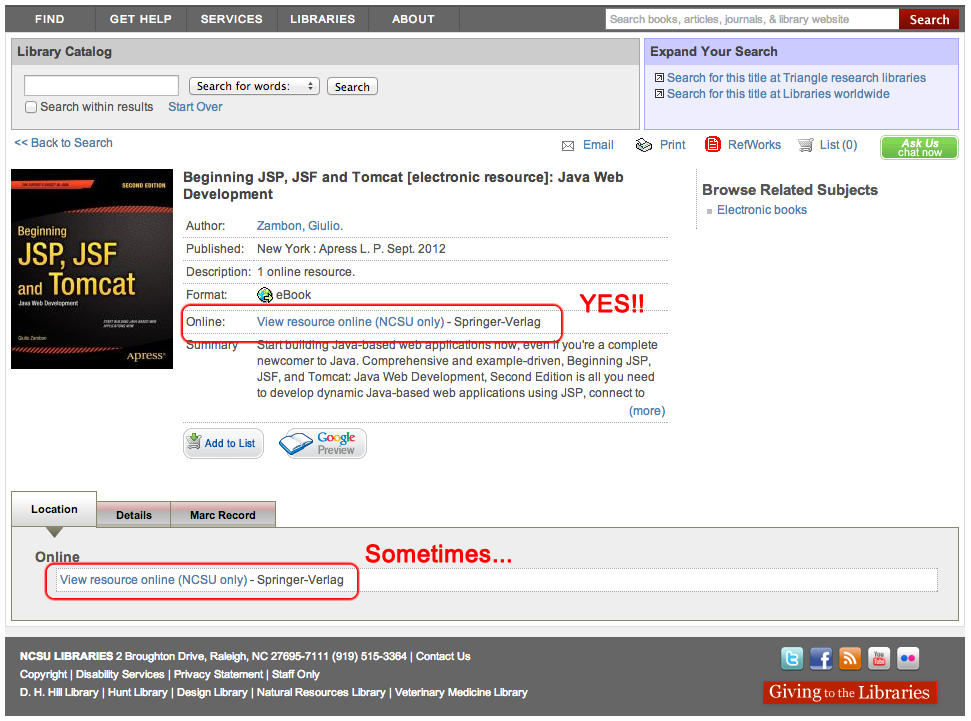 FIND GET HELP SERVICES LIBRARIES ABOUT Search books, articles, journals, & library website Search
Library Catalog
Expand Your Search
Search for words: Search
Search within results Start Over
Search for this title at Triangle research libraries
Search for this title at Libraries worldwide
<< Back to Search
Email Print RefWorks List (0) Ask Us chat now
SECOND EDITION
Beginning
JSP, JSF
and Tomcat
Java Web Development
START BUILDING JAVA-BASED WEB
APPLICATIONS NOW
Giulio Zambon
Apress®
Beginning JSP, JSF and Tomcat [electronic resource]: Java Web
Development
Author: Zambon, Giulio.
Published: New York : Apress L. P. Sept. 2012
Description: 1 online resource.
Format: eBook
Online: View resource online (NCSU only) - Springer-Verlag
YES!!
Summary Start building Java-based web applications now, even if you're a complete
newcomer to Java. Comprehensive and example-driven, Beginning JSP,
JSF, and Tomcat: Java Web Development, Second Edition is all you need
to develop dynamic Java-based web applications using JSP, connect to
(more)
Browse Related Subjects
Electronic books
Add to List
Google
Preview
Location Details Marc Record
Online
Sometimes...
View resource online (NCSU only) - Springer-Verlag
NCSU LIBRARIES 2 Broughton Drive, Raleigh, NC 27695-7111 (919) 515-3364 | Contact Us
Copyright | Disability Services | Privacy Statement | Staff Only
D. H. Hill Library | Hunt Library | Design Library | Natural Resources Library | Veterinary Medicine Library
You
Tube
Giving to the Libraries